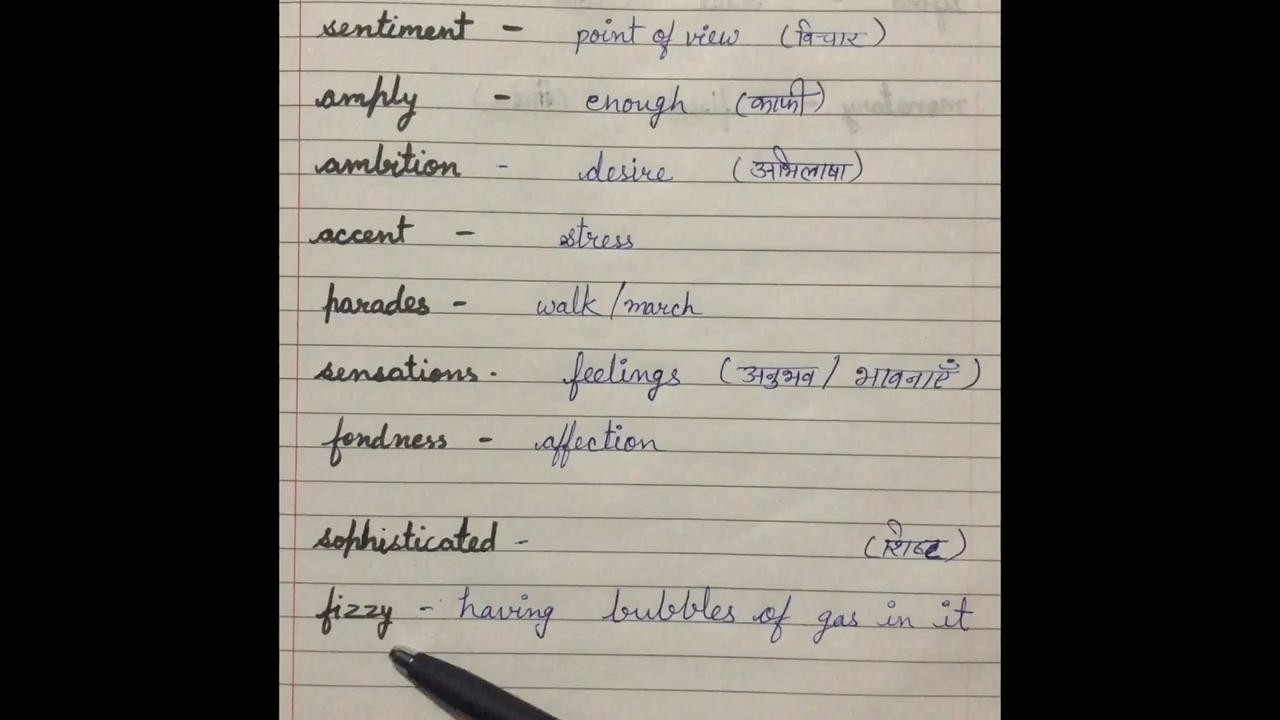 sentiment - point of view (विचार)
amply - enough (काफी)
ambition - desire (अभिलाषा)
accent - stress
parades - walk/march
sensations. feelings (अनुभव/भावनाएँ)
fondness - affection
sophisticated - (शिष्ट)
fizzy - having bubbles of gas in it